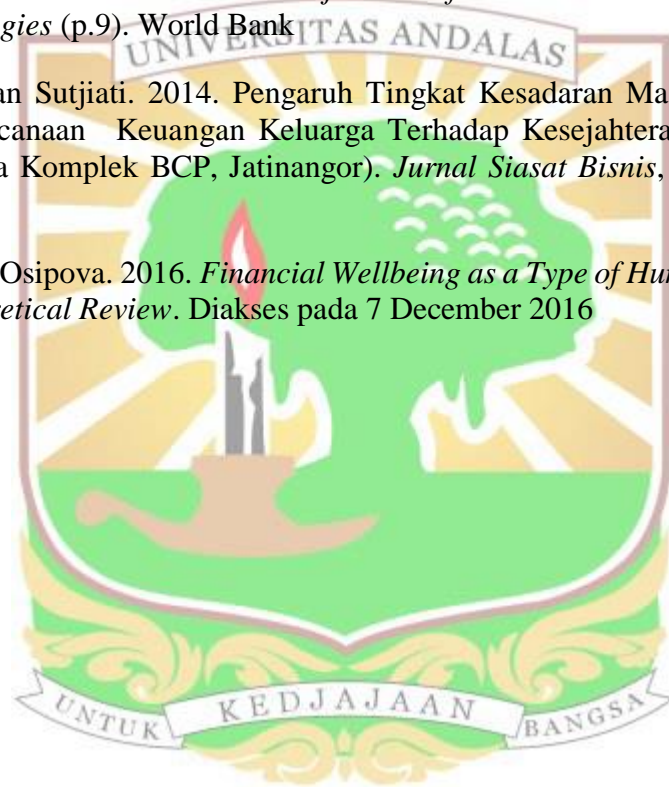 gies (p.9). World Bank
UNIVERSITAS ANDALAS
an Sutjiati. 2014. Pengaruh Tingkat Kesadaran Ma
canaan Keuangan Keluarga Terhadap Kesejahtera
a Komplek BCP, Jatinangor). Jurnal Siasat Bisnis,
Osipova. 2016. Financial Wellbeing as a Type of Hu
retical Review. Diakses pada 7 December 2016
UNTUK KEDJAJAAN BANGSA